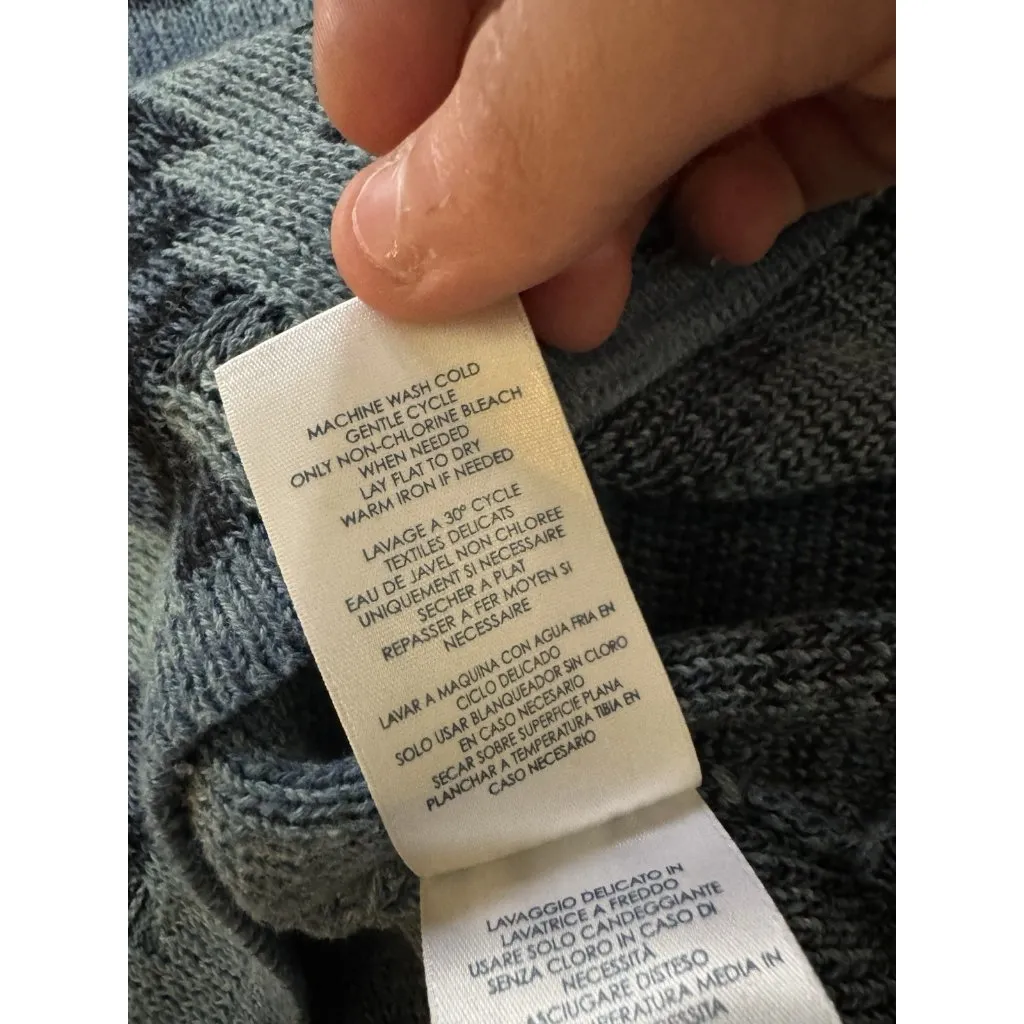 MACHINE WASH COLD
GENTLE CYCLE
ONLY NON-CHLORINE BLEACH
WHEN NEEDED
LAY FLAT TO DRY
WARM IRON IF NEEDED
LAVAGE A 30° CYCLE
TEXTILES DELICATS
EAU DE JAVEL NON CHLOREE
UNIQUEMENT SI NECESSAIRE
SECHER A PLAT
REPASSER A FER MOYEN SI
NECESSAIRE
LAVAR A MAQUINA CON AGUA FRIA EN
CICLO DELICADO
SOLO USAR BLANQUEADOR SIN CLORO
EN CASO NECESARIO
SECAR SOBRE SUPERFICIE PLANA
PLANCHAR A TEMPERATURA TIBIA EN
CASO NECESARIO
LAVAGGIO DELICATO IN
LAVATRICE A FREDDO
USARE SOLO CANDEGGIANTE
SENZA CLORO IN CASO DI
NECESSITÀ
ASCIUGARE DISTESO
MEDIA IN